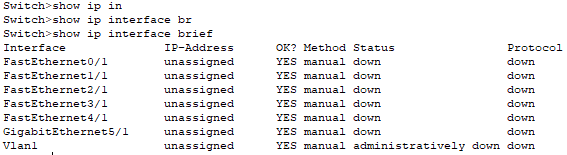 Switch>show ip in
Switch>show ip interface br
Switch>show ip interface brief
Interface IP-Address OK? Method Status Protocol
FastEthernet0/1 unassigned YES manual down down
FastEthernet1/1 unassigned YES manual down down
FastEthernet2/1 unassigned YES manual down down
FastEthernet3/1 unassigned YES manual down down
FastEthernet4/1 unassigned YES manual down down
GigabitEthernet5/1 unassigned YES manual down down
Vlan1 unassigned YES manual administratively down down